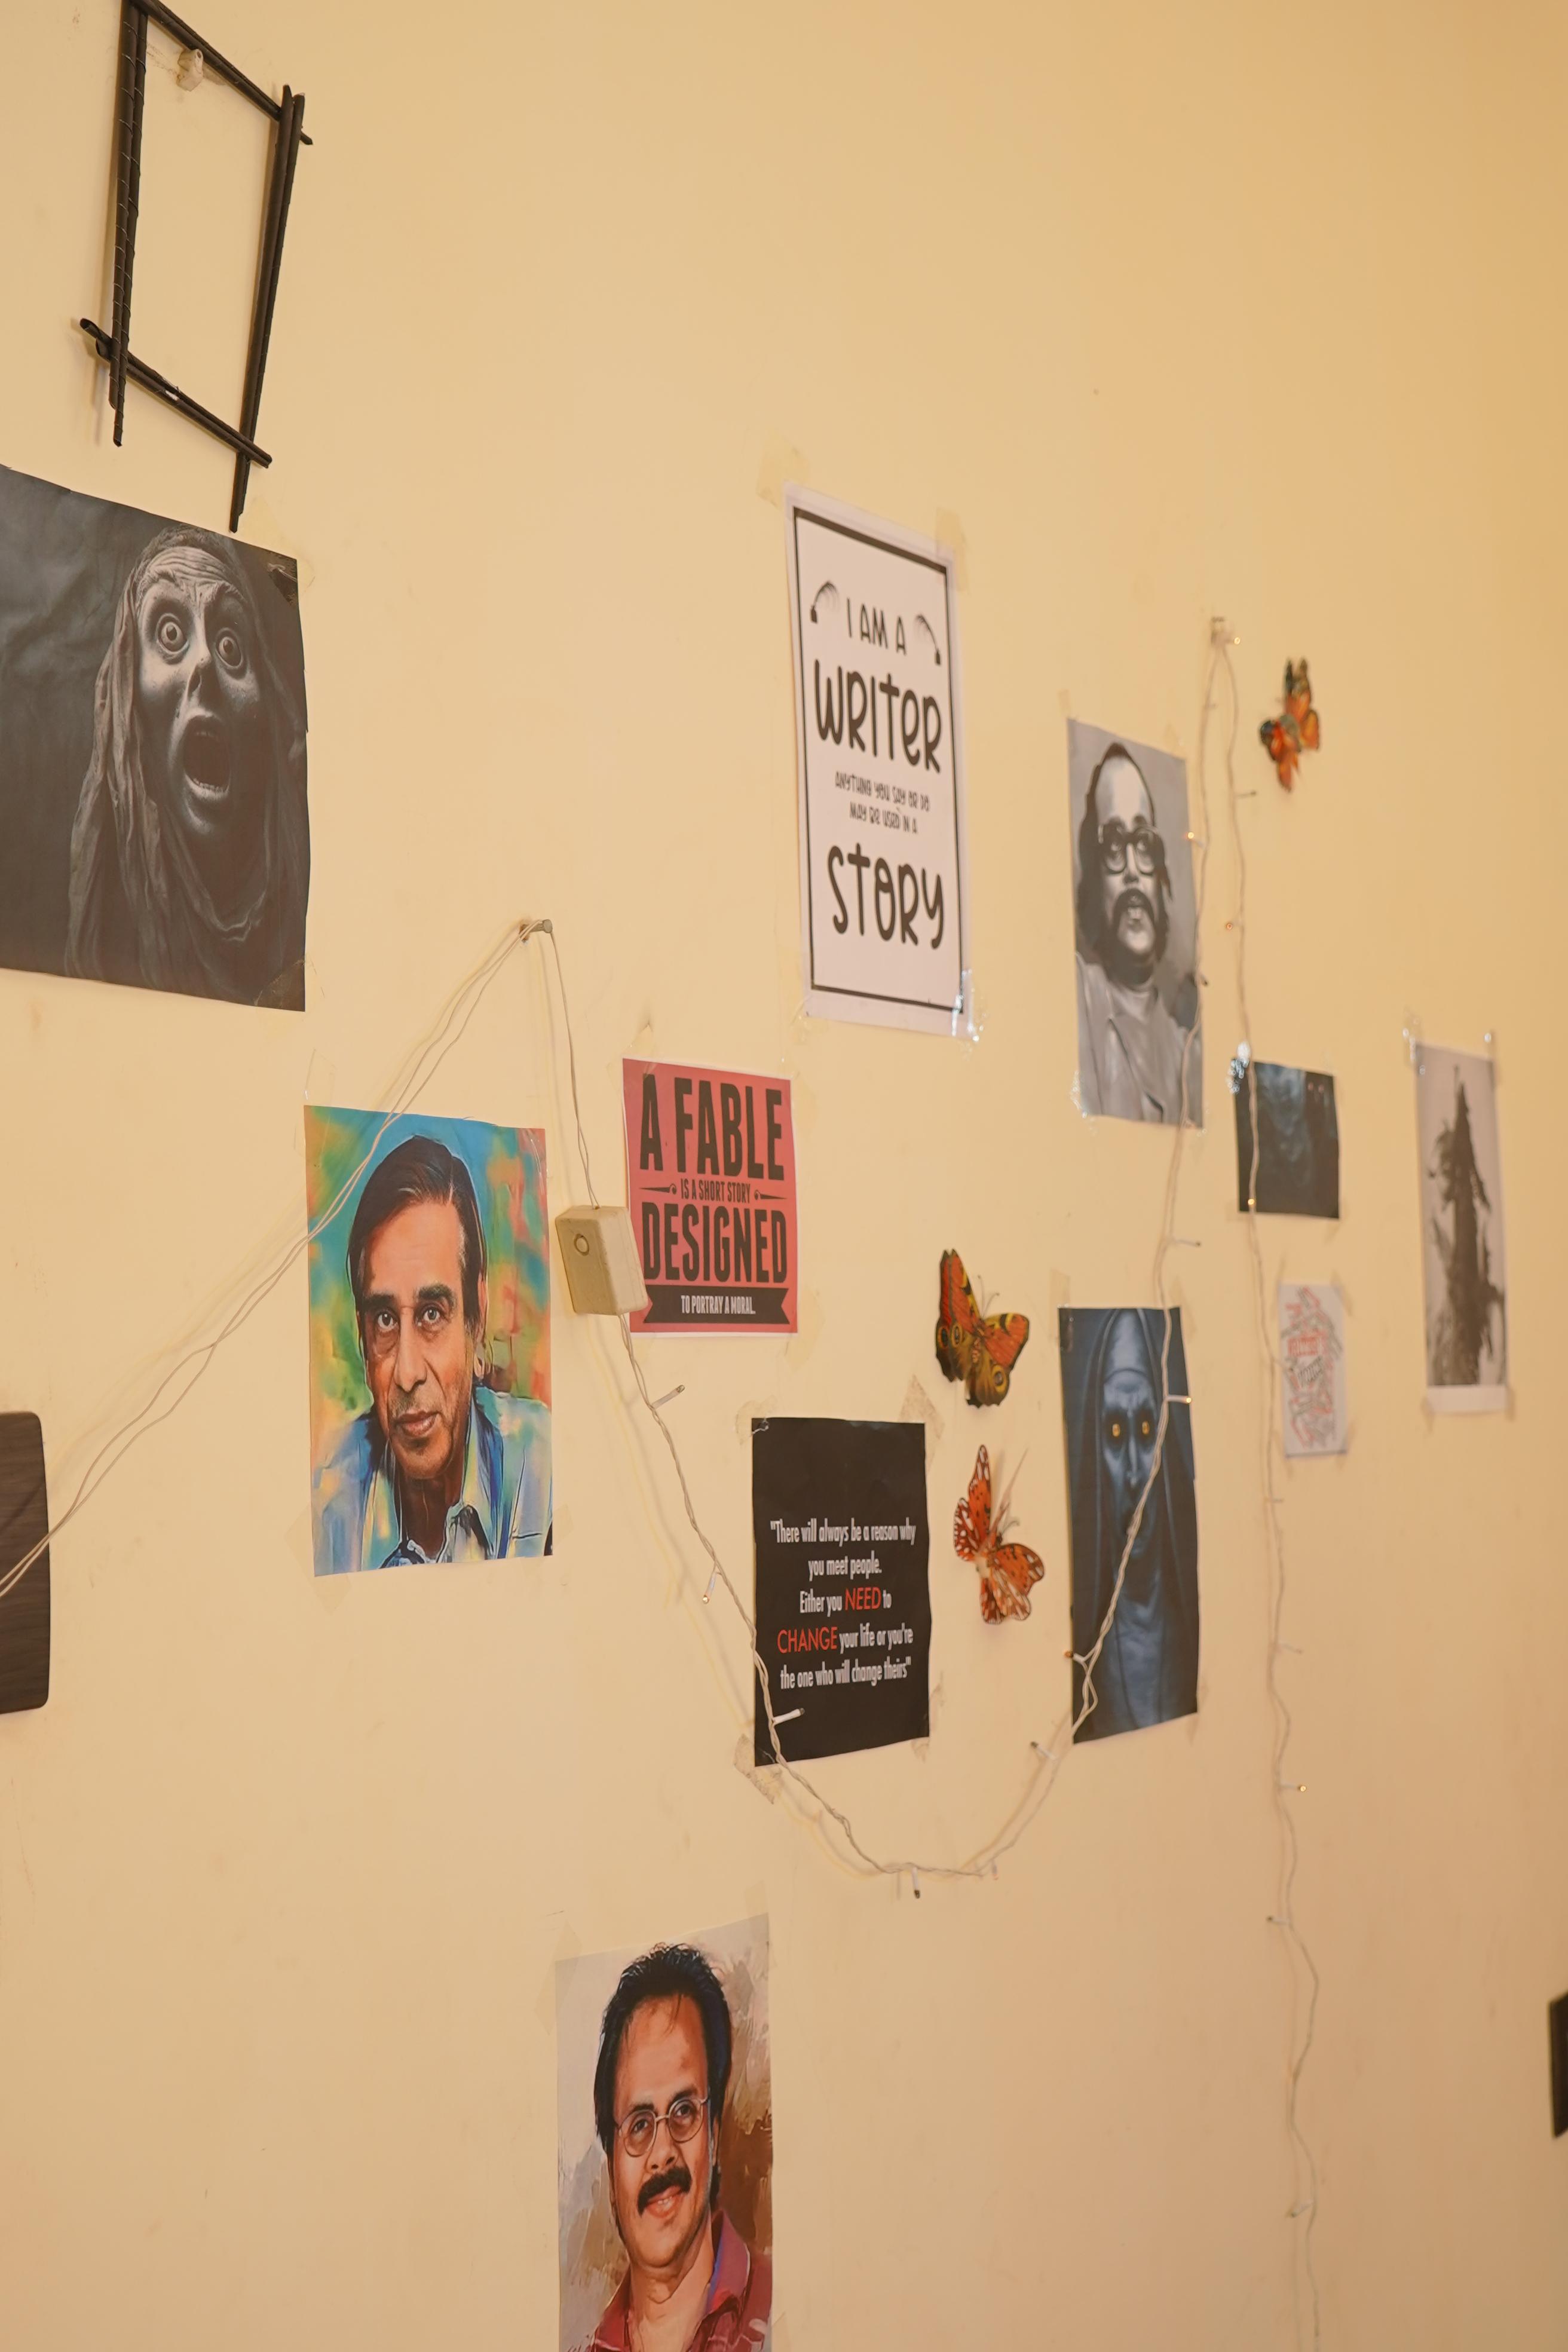 I AM A
WRITER
ANYTHING YOU SAY OR DO
MAY BE USED IN A
STORY
A FABLE
IS A SHORT STORY
DESIGNED
TO PORTRAY A MORAL.
"There will always be a reason why
you meet people.
Either you NEED to
CHANGE your life or you're
the one who will change theirs"